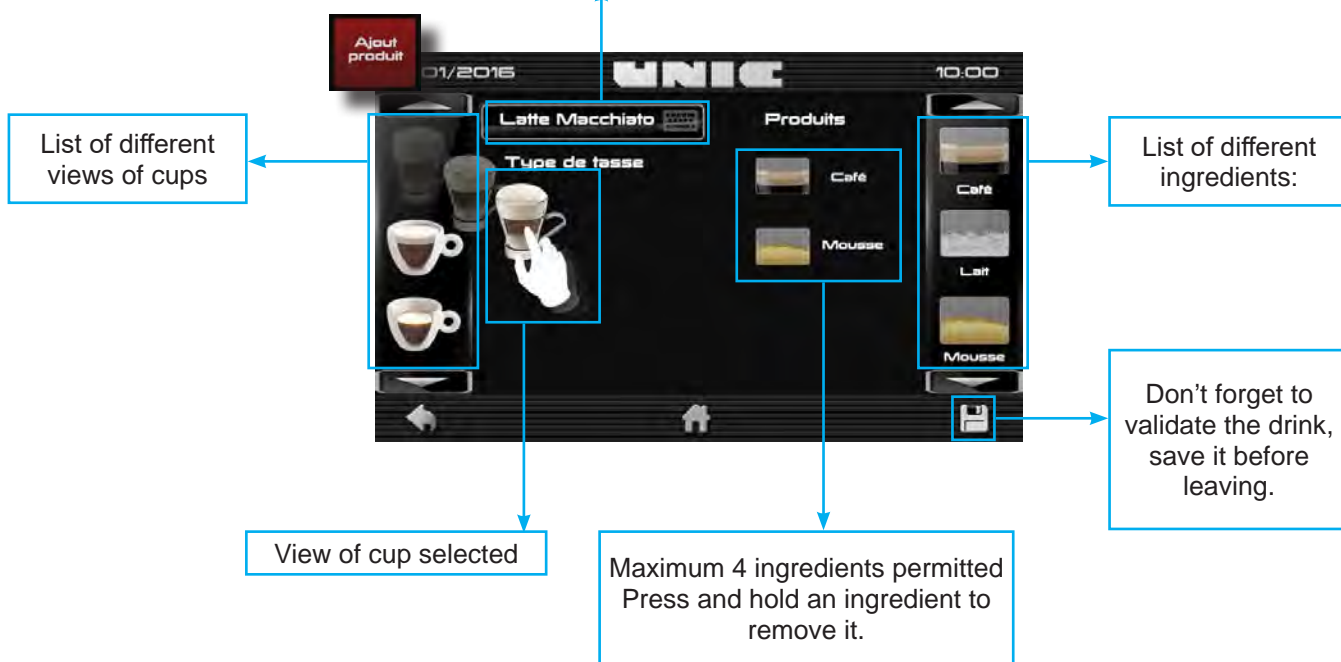 Ajout
produit
01/2016
UNIC
10:00
Latte Macchiato
Produits
Type de tasse
Café
Mousse
Café
Lait
Mousse
List of different
views of cups
List of different
ingredients:
Don't forget to
validate the drink,
save it before
leaving.
View of cup selected
Maximum 4 ingredients permitted
Press and hold an ingredient to
remove it.